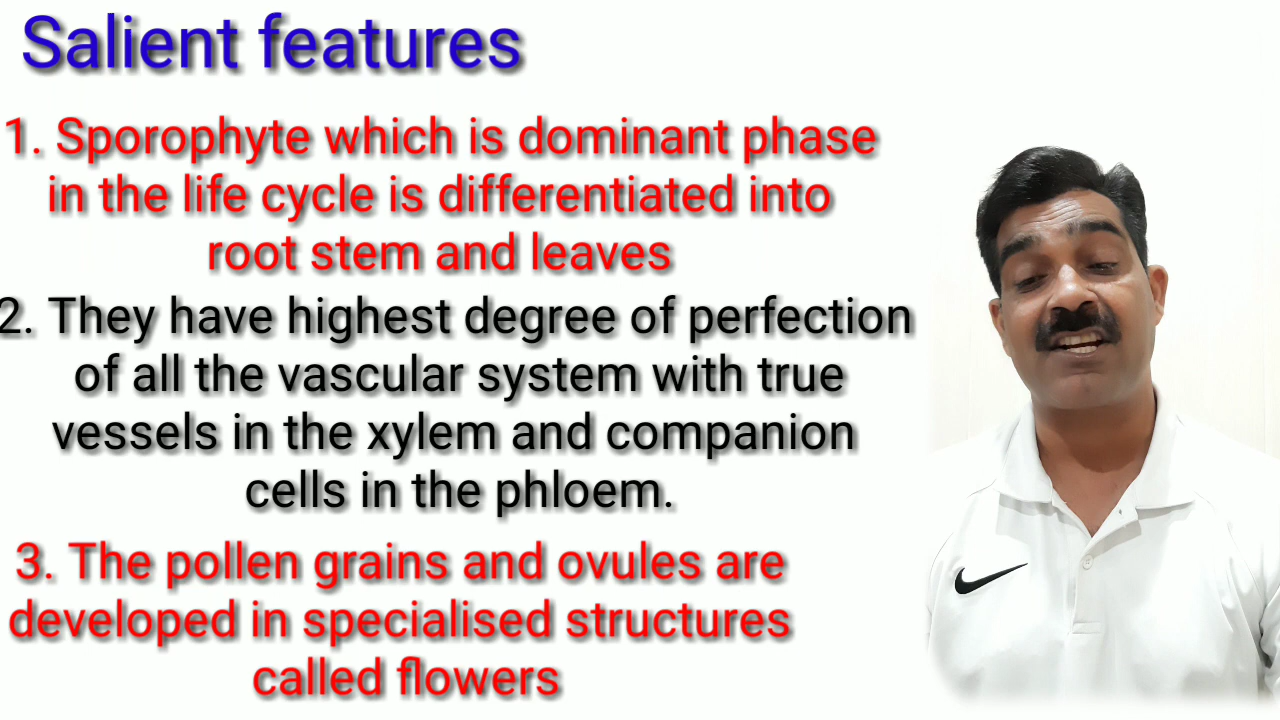 Salient features
1. Sporophyte which is dominant phase
in the life cycle is differentiated into
root stem and leaves
2. They have highest degree of perfection
of all the vascular system with true
vessels in the xylem and companion
cells in the phloem.
3. The pollen grains and ovules are
developed in specialised structures
called flowers